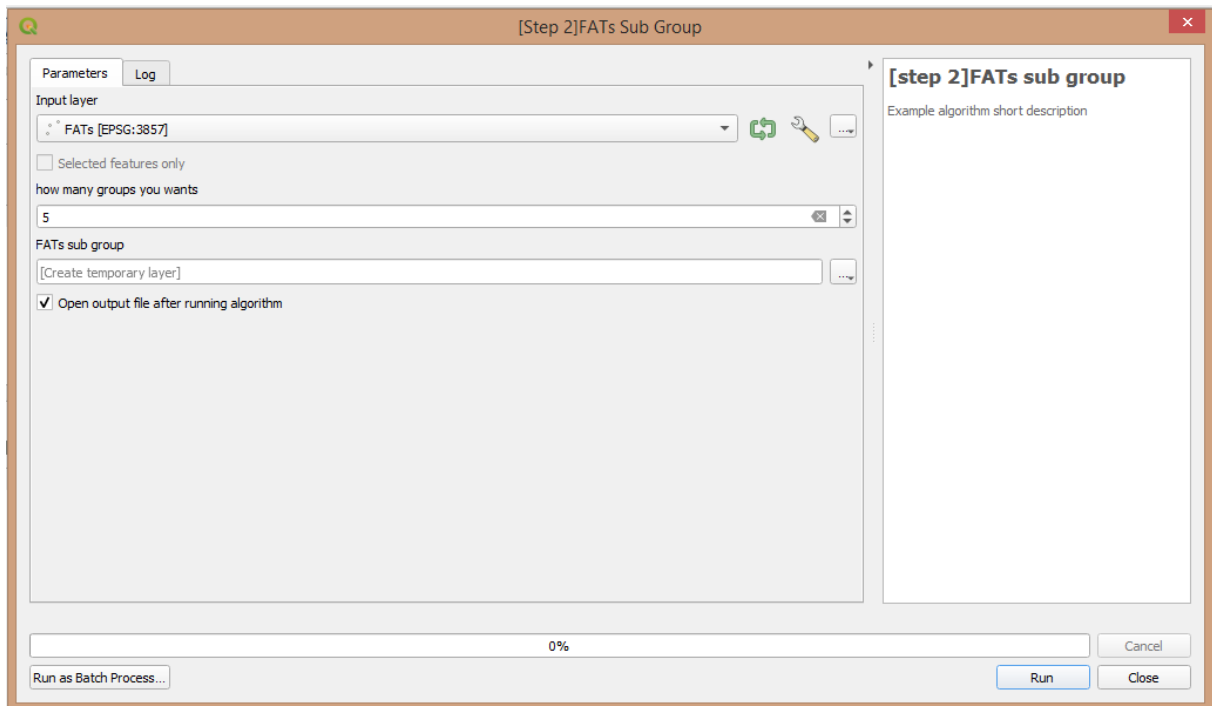 [Step 2]FATs Sub Group
Parameters
Log
Input layer
FATs [EPSG:3857]
...
Selected features only
how many groups you wants
5
FATs sub group
[Create temporary layer]
...
Open output file after running algorithm
[step 2]FATs sub group
Example algorithm short description
0%
Cancel
Run as Batch Process...
Run
Close